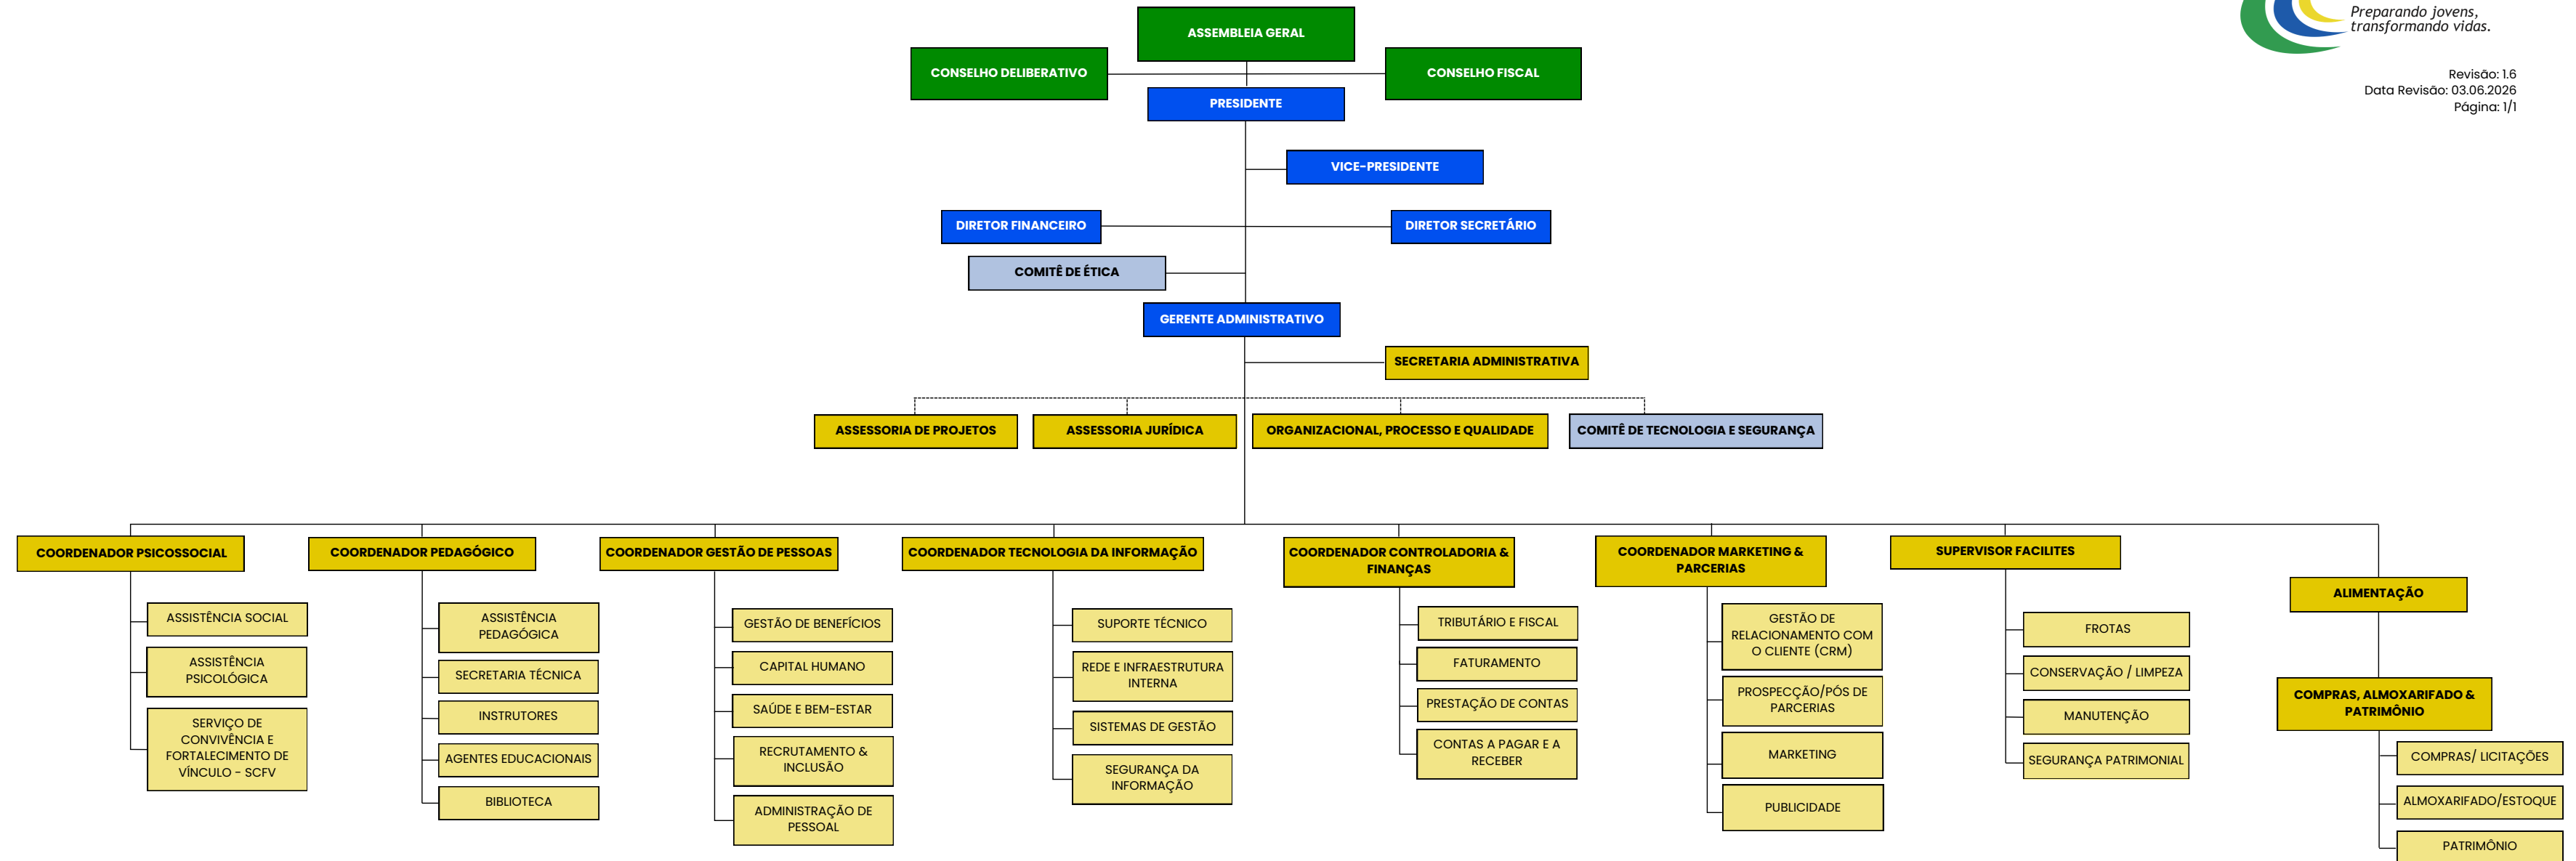 Preparando jovens,
transformando vidas.
Revisão: 1.6
Data Revisão: 03.06.2026
Página: 1/1
ASSEMBLEIA GERAL
CONSELHO DELIBERATIVO
CONSELHO FISCAL
PRESIDENTE
VICE-PRESIDENTE
DIRETOR FINANCEIRO
DIRETOR SECRETÁRIO
COMITÊ DE ÉTICA
GERENTE ADMINISTRATIVO
SECRETARIA ADMINISTRATIVA
ASSESSORIA DE PROJETOS
ASSESSORIA JURÍDICA
ORGANIZACIONAL, PROCESSO E QUALIDADE
COMITÊ DE TECNOLOGIA E SEGURANÇA
COORDENADOR PSICOSSOCIAL
ASSISTÊNCIA SOCIAL
ASSISTÊNCIA
PSICOLÓGICA
SERVIÇO DE
CONVIVÊNCIA E
FORTALECIMENTO DE
VÍNCULO - SCFV
COORDENADOR PEDAGÓGICO
ASSISTÊNCIA
PEDAGÓGICA
SECRETARIA TÉCNICA
INSTRUTORES
AGENTES EDUCACIONAIS
BIBLIOTECA
COORDENADOR GESTÃO DE PESSOAS
GESTÃO DE BENEFÍCIOS
CAPITAL HUMANO
SAÚDE E BEM-ESTAR
RECRUTAMENTO &
INCLUSÃO
ADMINISTRAÇÃO DE
PESSOAL
COORDENADOR TECNOLOGIA DA INFORMAÇÃO
SUPORTE TÉCNICO
REDE E INFRAESTRUTURA
INTERNA
SISTEMAS DE GESTÃO
SEGURANÇA DA
INFORMAÇÃO
COORDENADOR CONTROLADORIA &
FINANÇAS
TRIBUTÁRIO E FISCAL
FATURAMENTO
PRESTAÇÃO DE CONTAS
CONTAS A PAGAR E A
RECEBER
COORDENADOR MARKETING &
PARCERIAS
GESTÃO DE
RELACIONAMENTO COM
O CLIENTE (CRM)
PROSPECÇÃO/PÓS DE
PARCERIAS
MARKETING
PUBLICIDADE
SUPERVISOR FACILITES
FROTAS
CONSERVAÇÃO / LIMPEZA
MANUTENÇÃO
SEGURANÇA PATRIMONIAL
ALIMENTAÇÃO
COMPRAS, ALMOXARIFADO &
PATRIMÔNIO
COMPRAS/ LICITAÇÕES
ALMOXARIFADO/ESTOQUE
PATRIMÔNIO